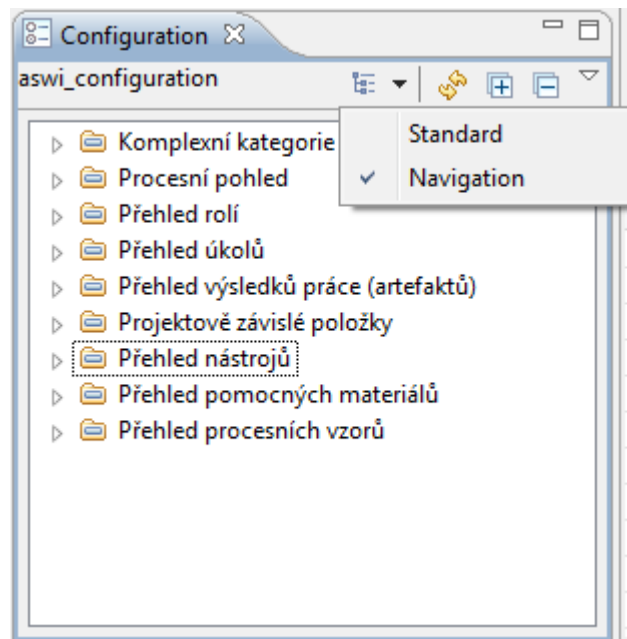 Configuration
aswi_configuration
Standard
Navigation
Komplexní kategorie
Procesní pohled
Přehled rolí
Přehled úkolů
Přehled výsledků práce (artefaktů)
Projektově závislé položky
Přehled nástrojů
Přehled pomocných materiálů
Přehled procesních vzorů